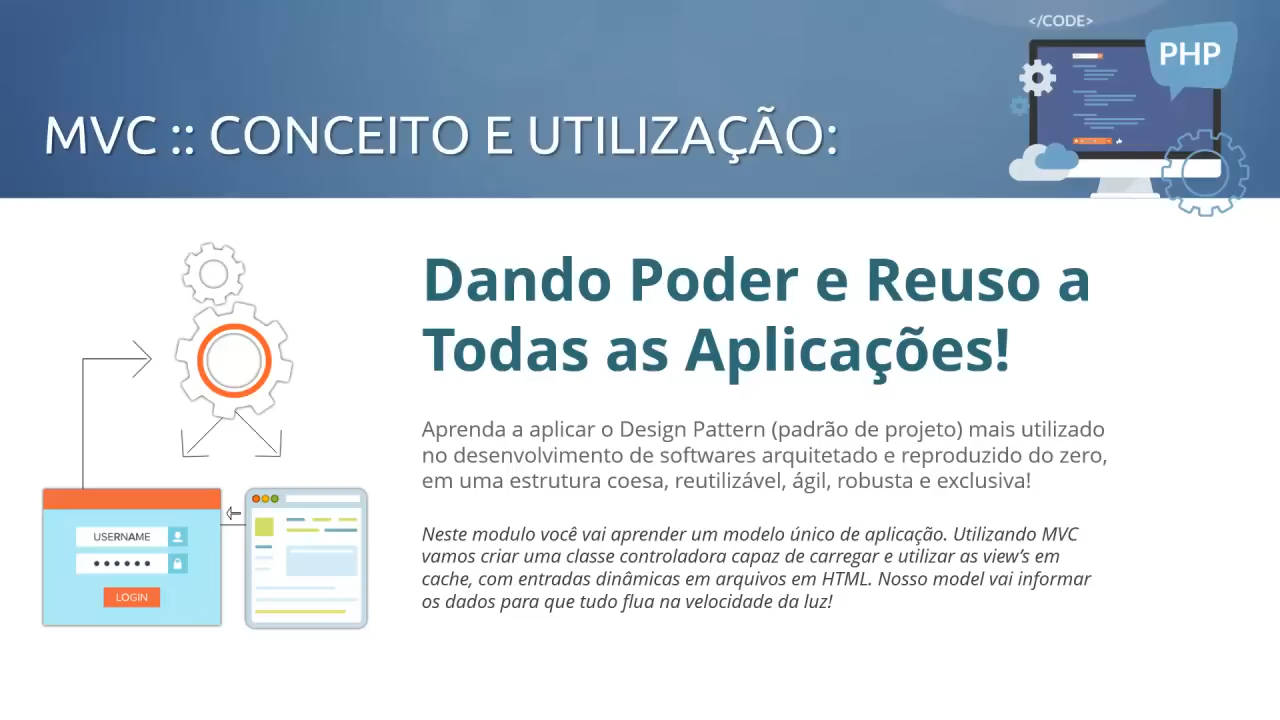 </CODE>
PHP
MVC :: CONCEITO E UTILIZAÇÃO:
Dando Poder e Reuso a
Todas as Aplicações!
Aprenda a aplicar o Design Pattern (padrão de projeto) mais utilizado
no desenvolvimento de softwares arquitetado e reproduzido do zero,
em uma estrutura coesa, reutilizável, ágil, robusta e exclusiva!
Neste modulo você vai aprender um modelo único de aplicação. Utilizando MVC
vamos criar uma classe controladora capaz de carregar e utilizar as view’s em
cache, com entradas dinâmicas em arquivos em HTML. Nosso model vai informar
os dados para que tudo flua na velocidade da luz!
USERNAME
LOGIN